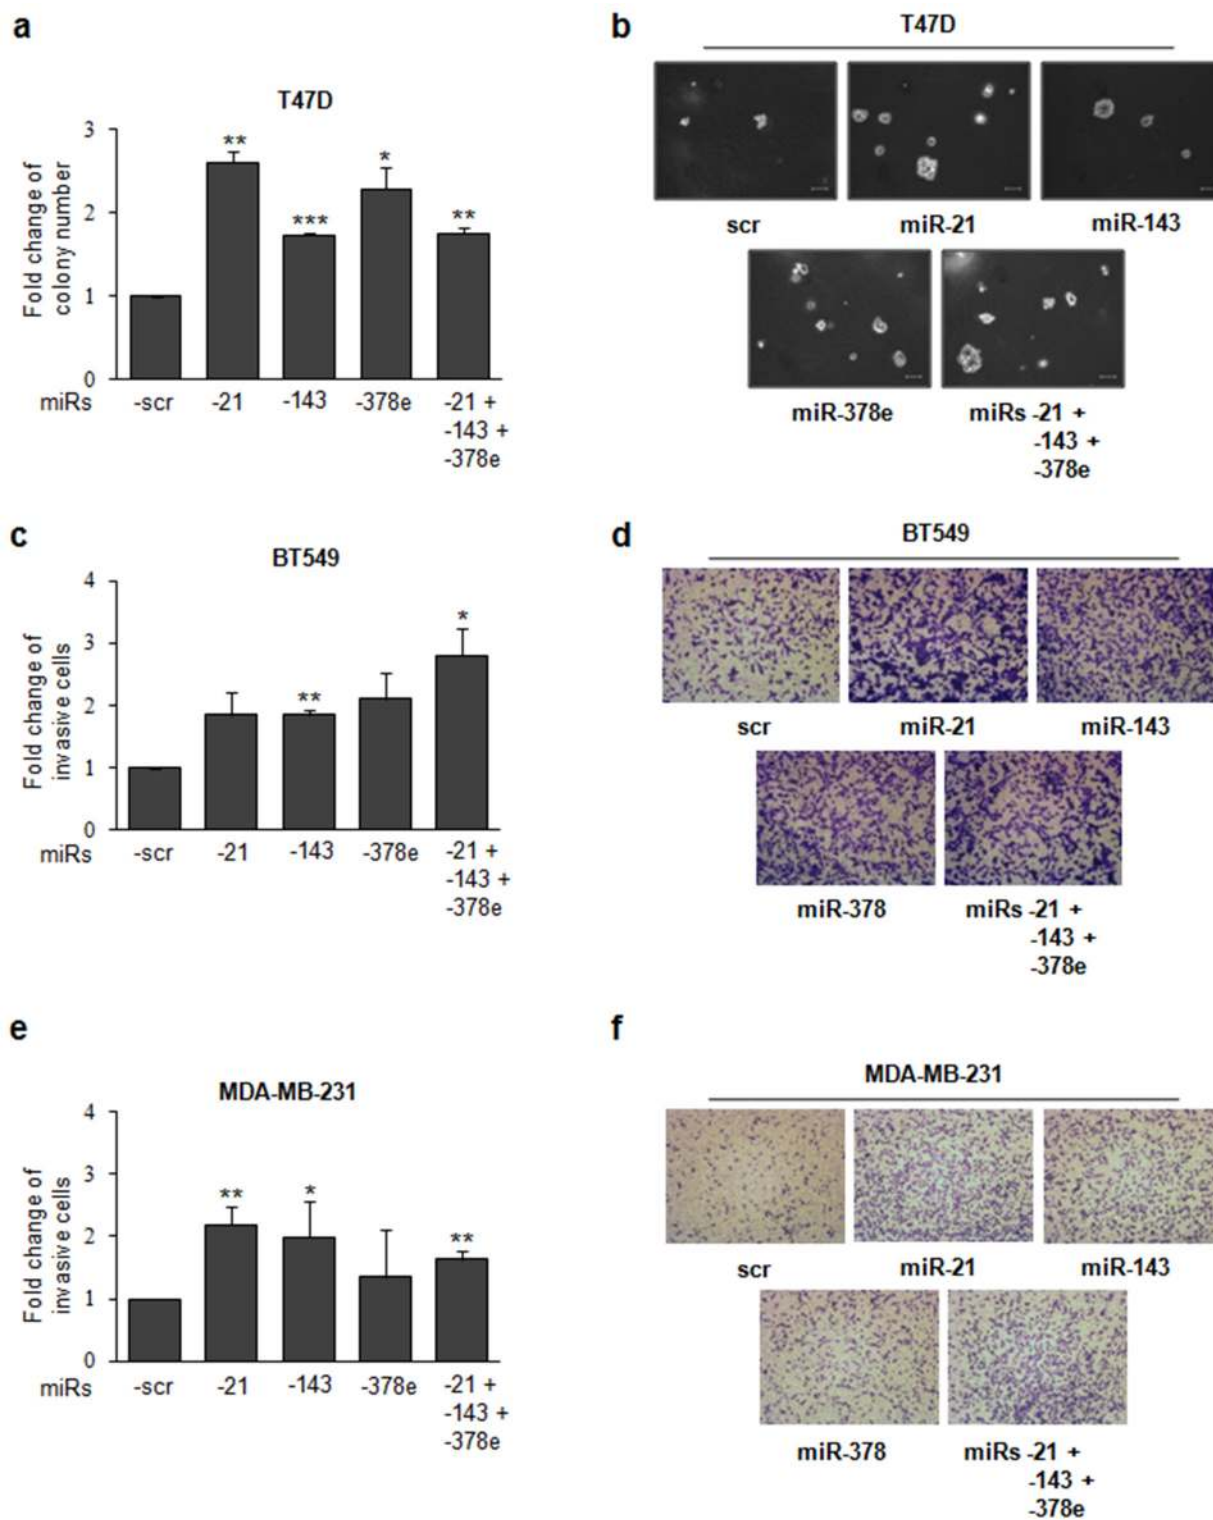 a
T47D
Fold change of
colony number
3
2
1
0
**
***
*
**
miRs
-scr
-21
-143
-378e
-21 +
-143 +
-378e
b
T47D
scr
miR-21
miR-143
miR-378e
miRs -21 +
-143 +
-378e
c
BT549
Fold change of
invasive cells
4
3
2
1
0
**
*
miRs
-scr
-21
-143
-378e
-21 +
-143 +
-378e
d
BT549
scr
miR-21
miR-143
miR-378
miRs -21 +
-143 +
-378e
e
MDA-MB-231
Fold change of
invasive cells
4
3
2
1
0
**
*
**
miRs
-scr
-21
-143
-378e
-21 +
-143 +
-378e
f
MDA-MB-231
scr
miR-21
miR-143
miR-378
miRs -21 +
-143 +
-378e